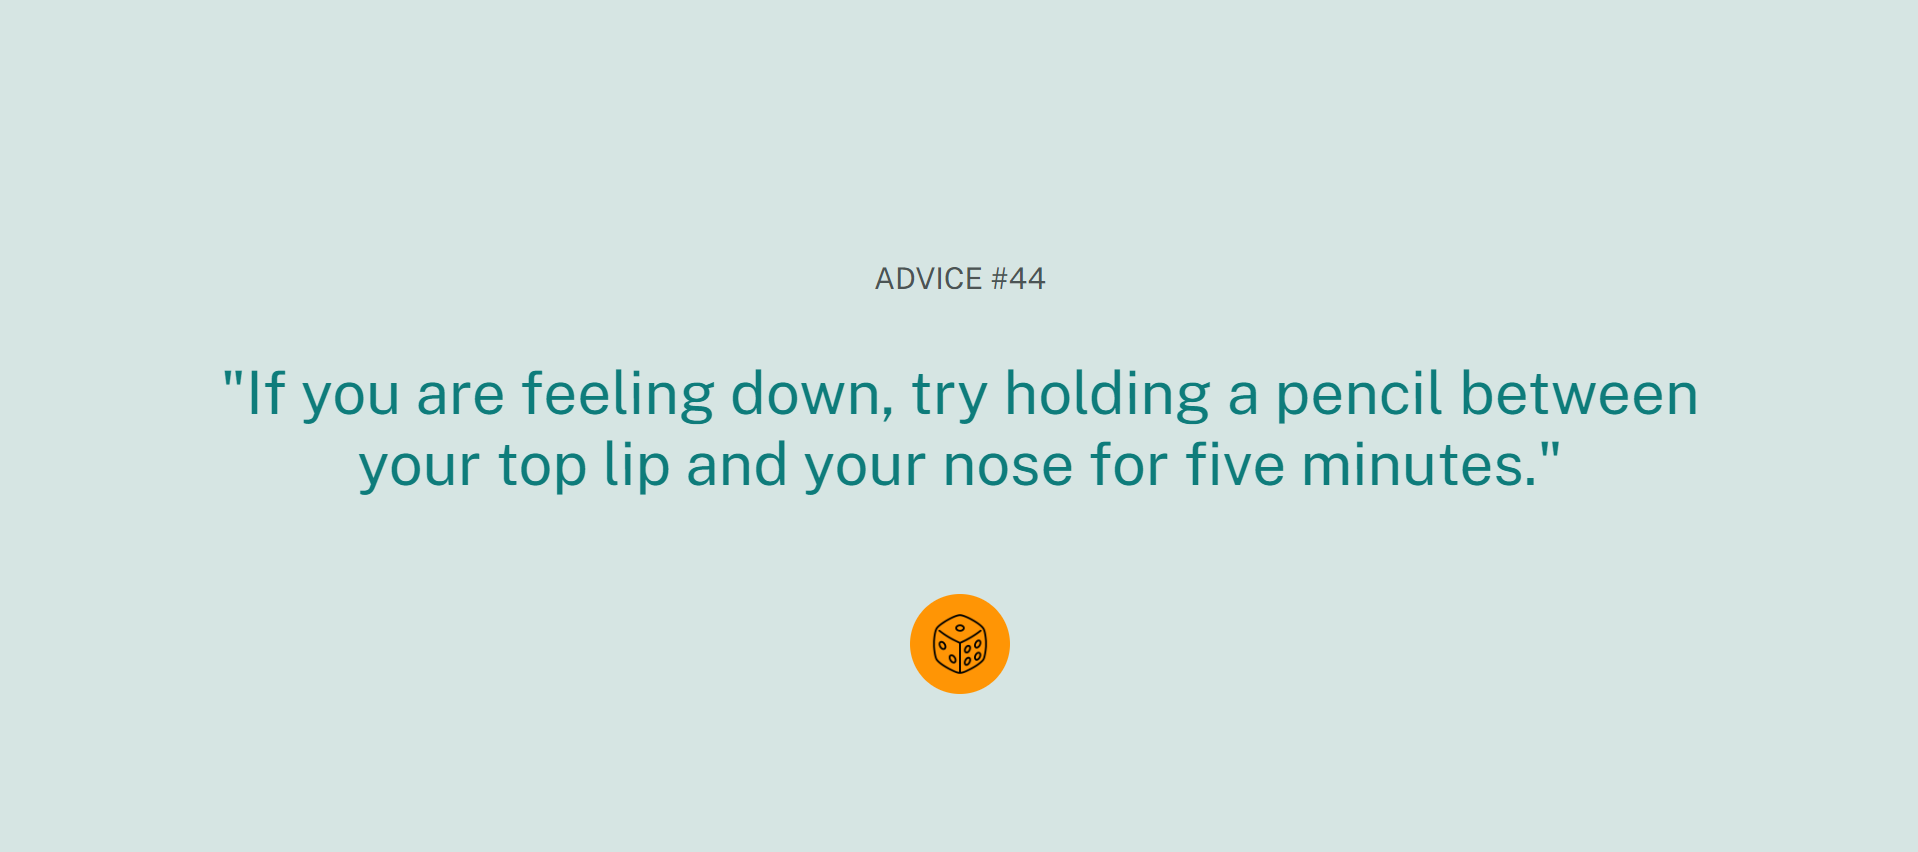 ADVICE #44
"If you are feeling down, try holding a pencil between
your top lip and your nose for five minutes."